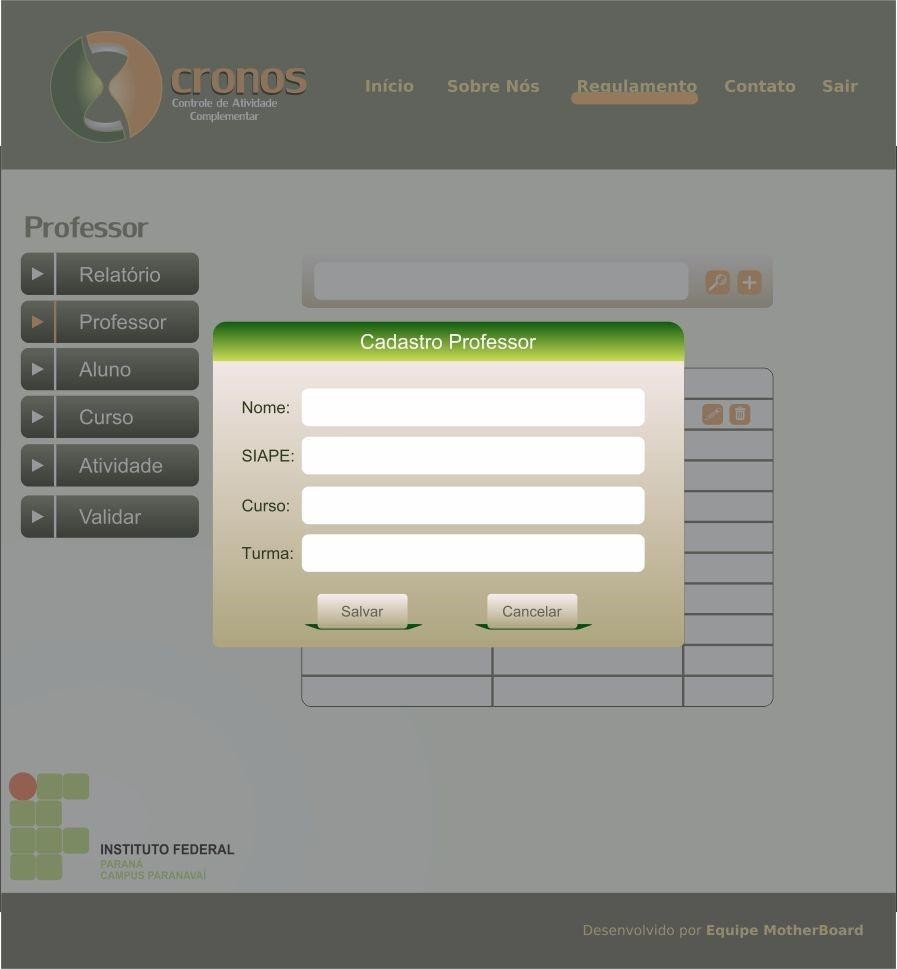 cronos
Controle de Atividade
Complementar
Início Sobre Nós Regulamento Contato Sair
Professor
Relatório
Professor
Aluno
Curso
Atividade
Validar
Cadastro Professor
Nome:
SIAPE:
Curso:
Turma:
Salvar Cancelar
INSTITUTO FEDERAL
PARANÁ
CAMPUS PARANAVAÍ
Desenvolvido por Equipe MotherBoard